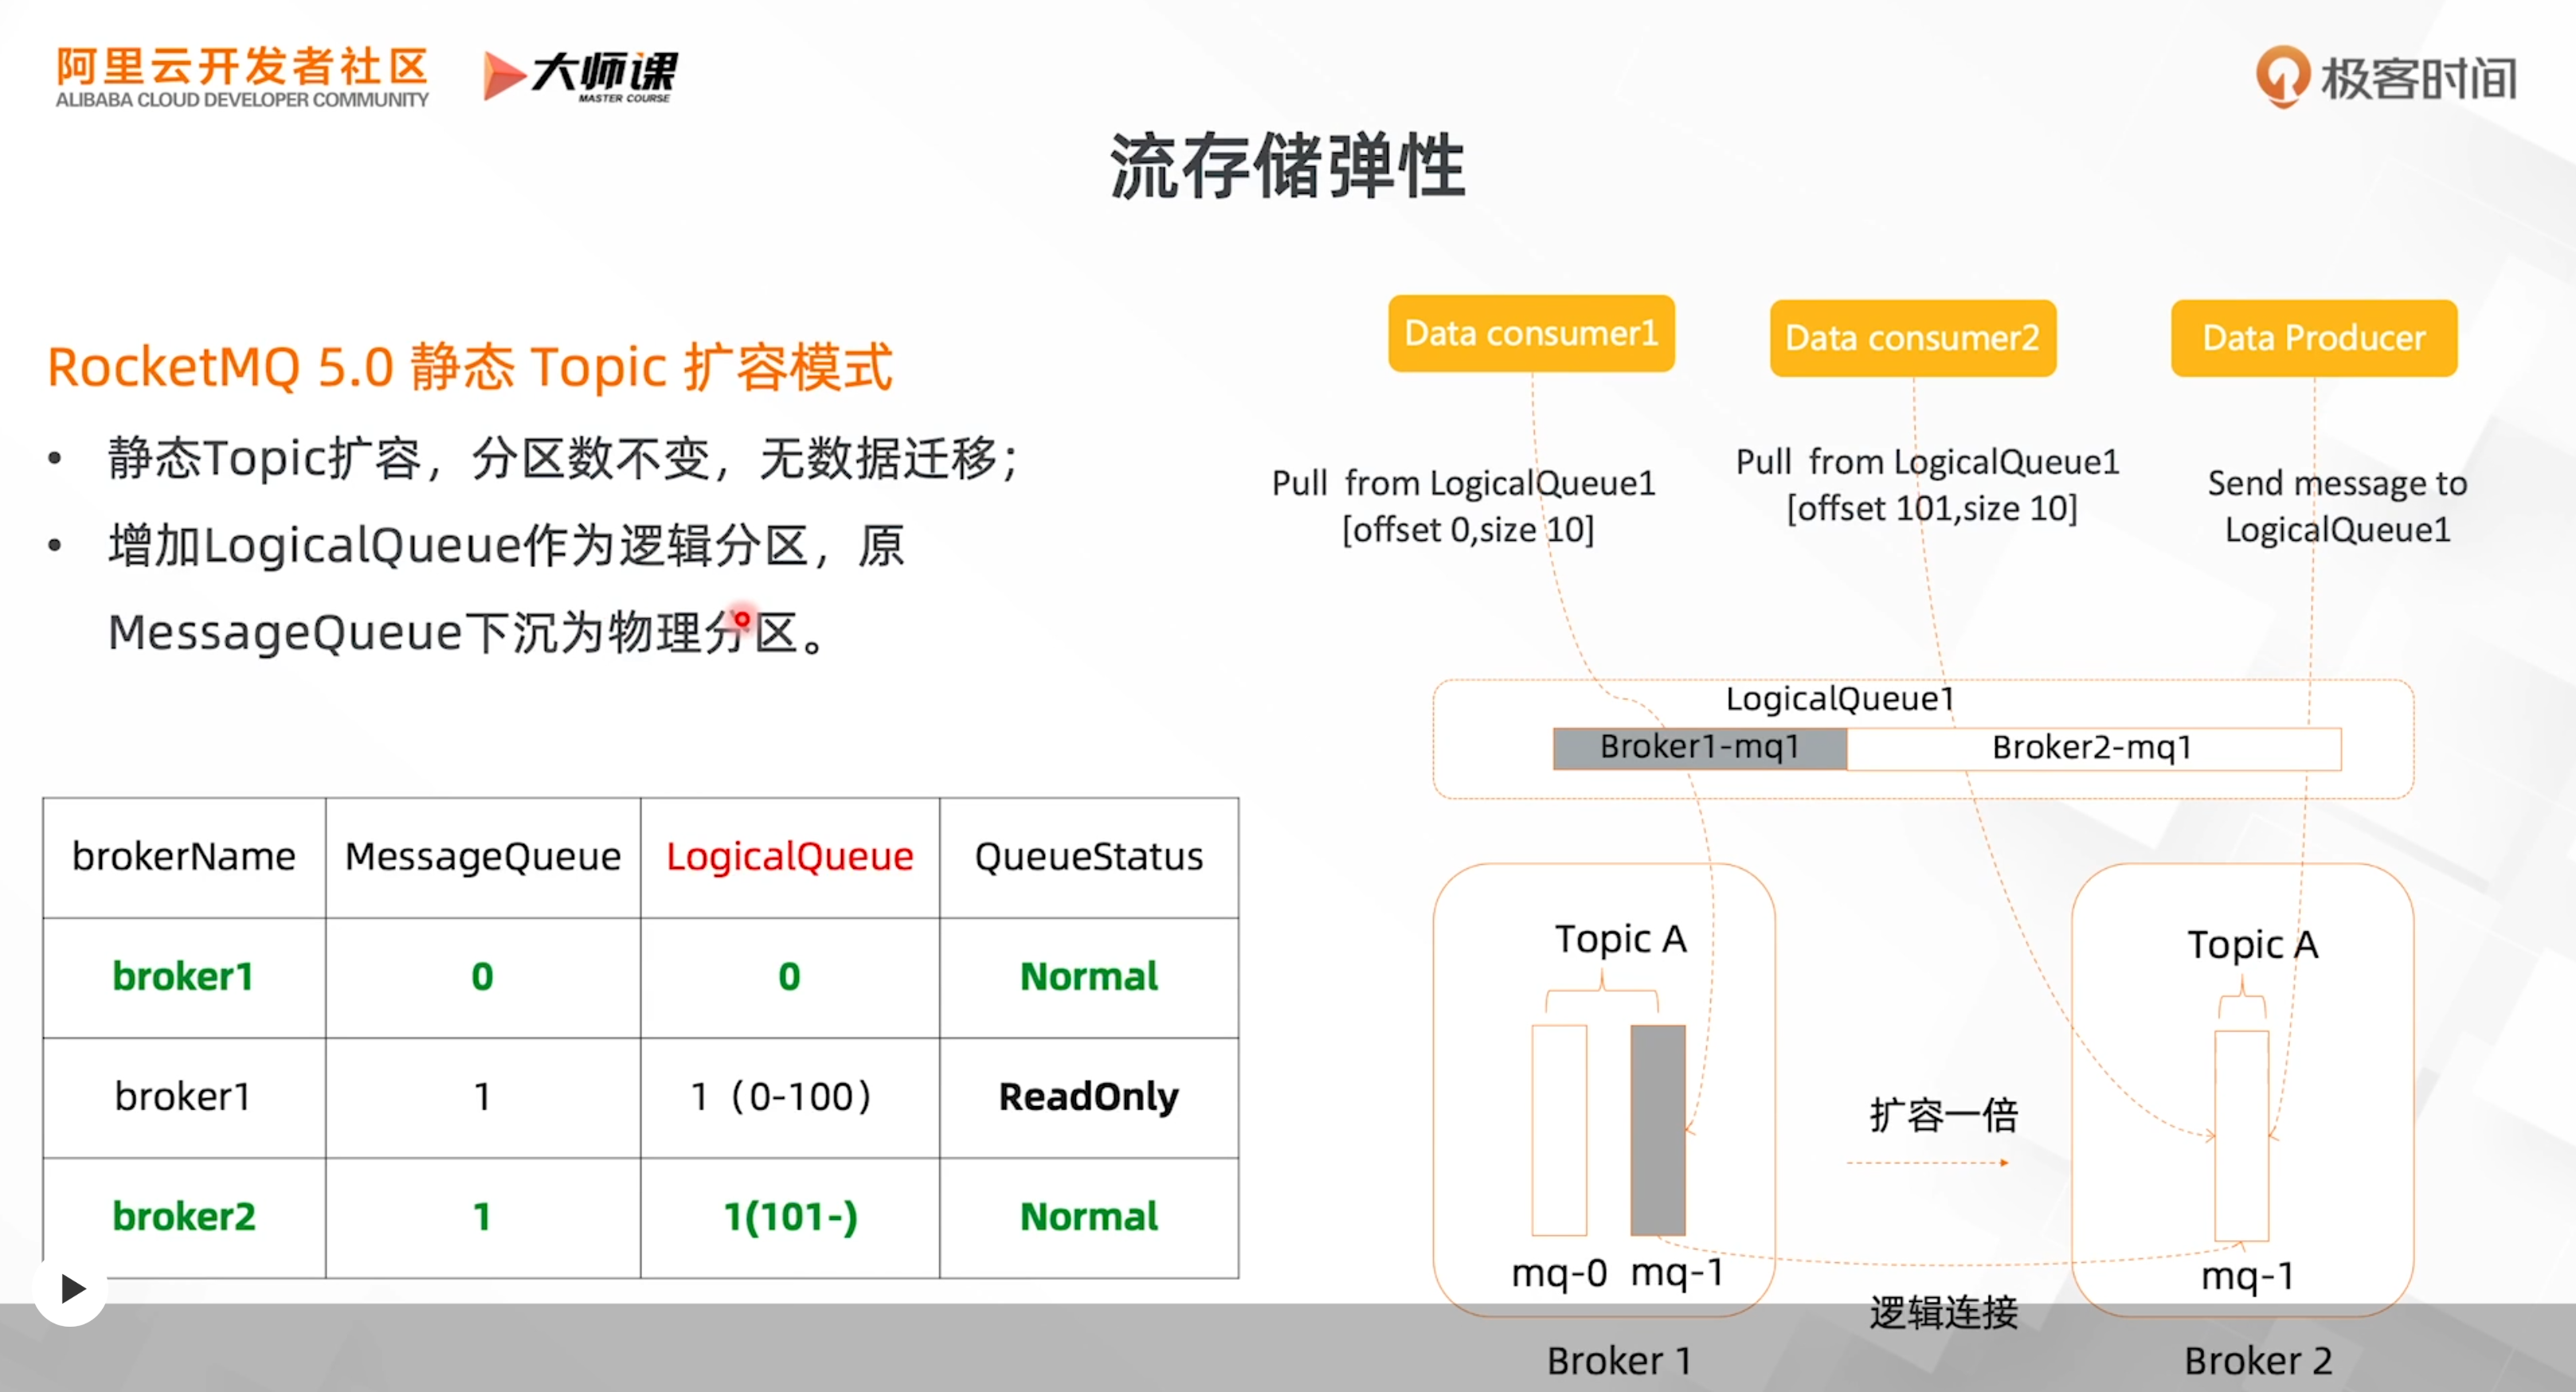 阿里云开发者社区
ALIBABA CLOUD DEVELOPER COMMUNITY
大师课
MASTER COURSE
极客时间
流存储弹性
RocketMQ 5.0 静态 Topic 扩容模式
• 静态Topic扩容，分区数不变，无数据迁移；
• 增加LogicalQueue作为逻辑分区，原
MessageQueue下沉为物理分区。
brokerName MessageQueue LogicalQueue QueueStatus
broker1 0 0 Normal
broker1 1 1（0-100） ReadOnly
broker2 1 1(101-) Normal
Data consumer1
Data consumer2
Data Producer
Pull from LogicalQueue1
[offset 0,size 10]
Pull from LogicalQueue1
[offset 101,size 10]
Send message to
LogicalQueue1
LogicalQueue1
Broker1-mq1
Broker2-mq1
Topic A
mq-0 mq-1
Broker 1
扩容一倍
逻辑连接
Topic A
mq-1
Broker 2